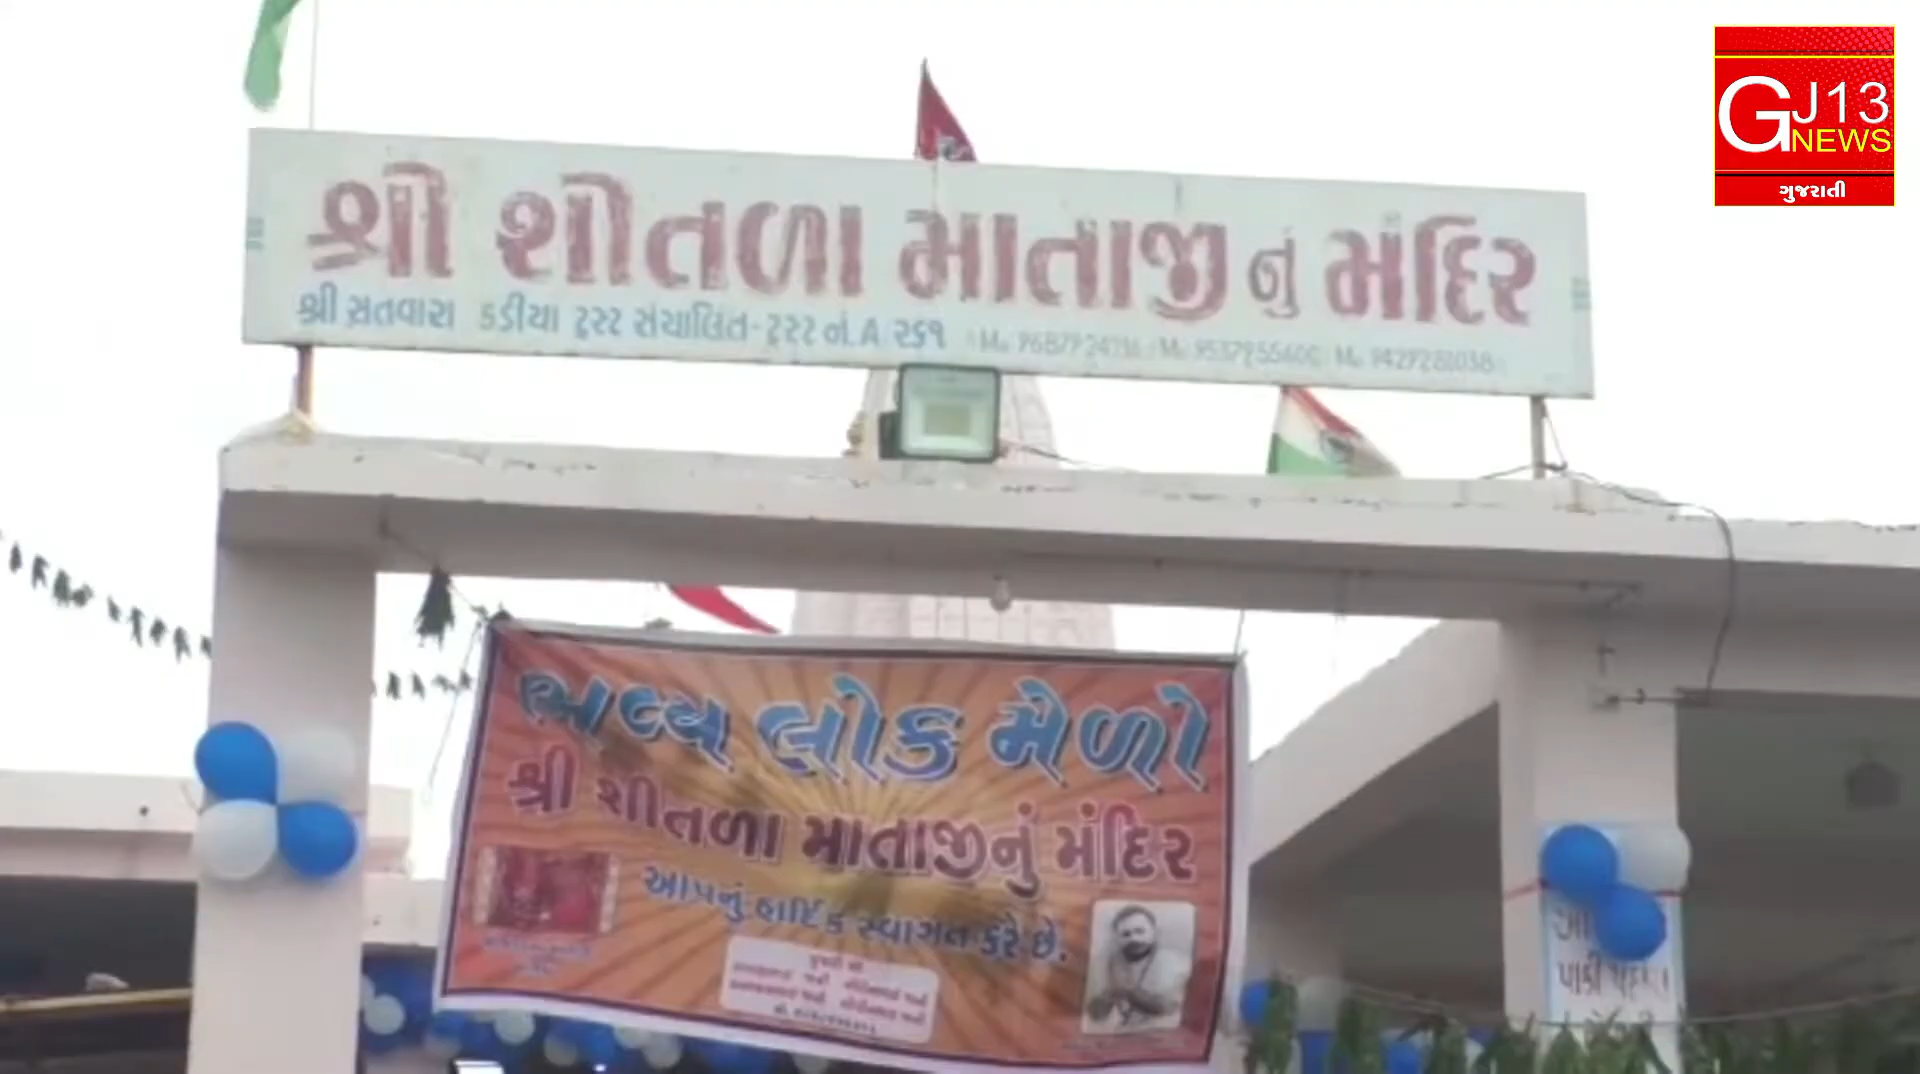 GJ13
NEWS
ગુજરાતી
શ્રી શીતળા માતાજી નું મંદિર
શ્રી સતવારા કડીયા ટ્રસ્ટ સંચાલિત - ટ્રસ્ટ નં. A ૨૬૧
ભવ્ય લોક મેળો
શ્રી શીતળા માતાજીનું મંદિર
આપનું હાર્દિક સ્વાગત કરે છે.